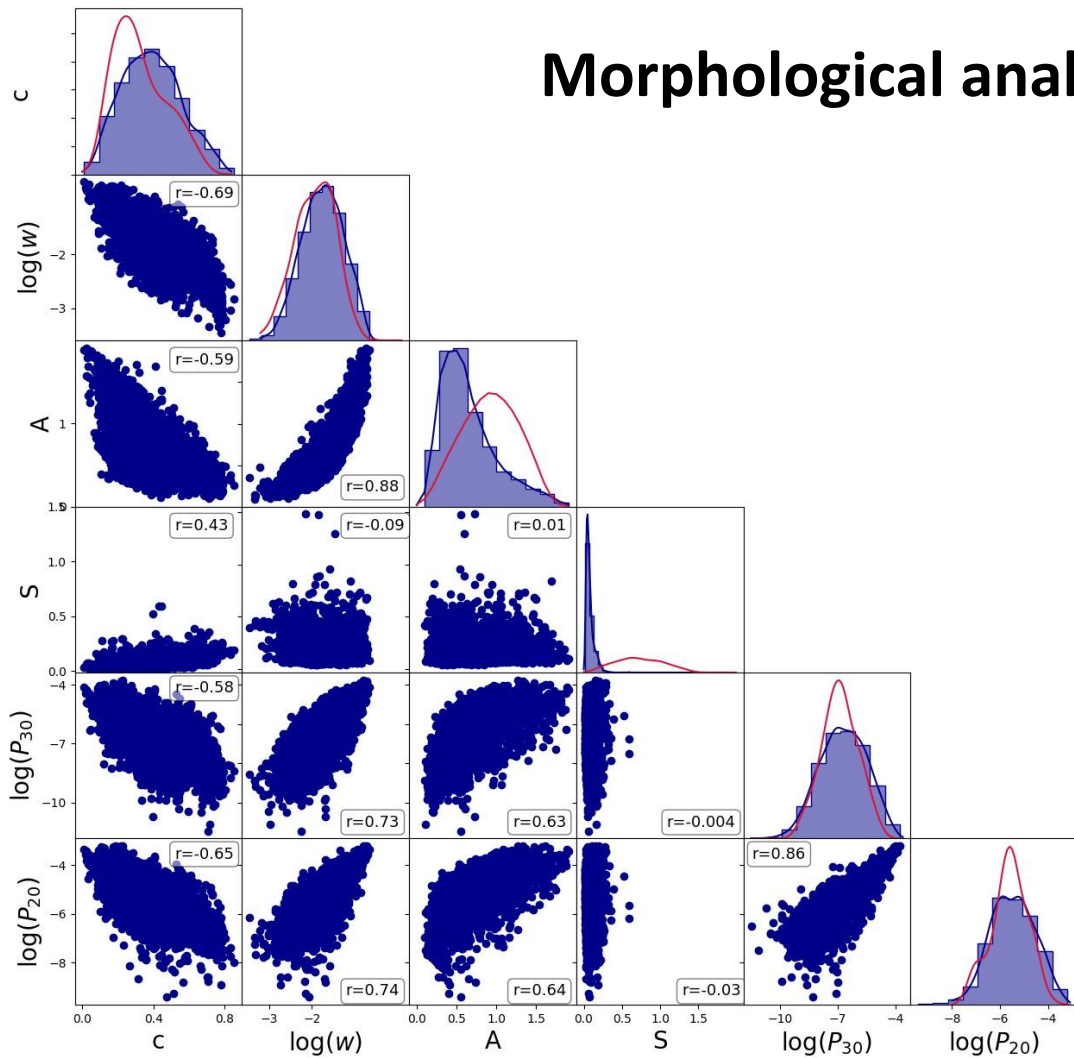 Morphological anal
c
r=-0.69
log(w)
−2
−3
r=-0.59
A
1
r=0.88
1.5
r=0.43
r=-0.09
r=0.01
S
1.0
0.5
0.0
r=-0.58
log(P₃₀)
−4
−7
−10
r=0.73
r=0.63
r=-0.004
r=-0.65
r=0.86
log(P₂₀)
−4
−6
−8
r=0.74
r=0.64
r=-0.03
0.0 0.4 0.8 −3 −2 0.0 0.5 1.0 1.5 0.0 0.5 1.0 1.5 −10 −7 −4 −6 −4
c log(w) A S log(P₃₀) log(P₂₀)